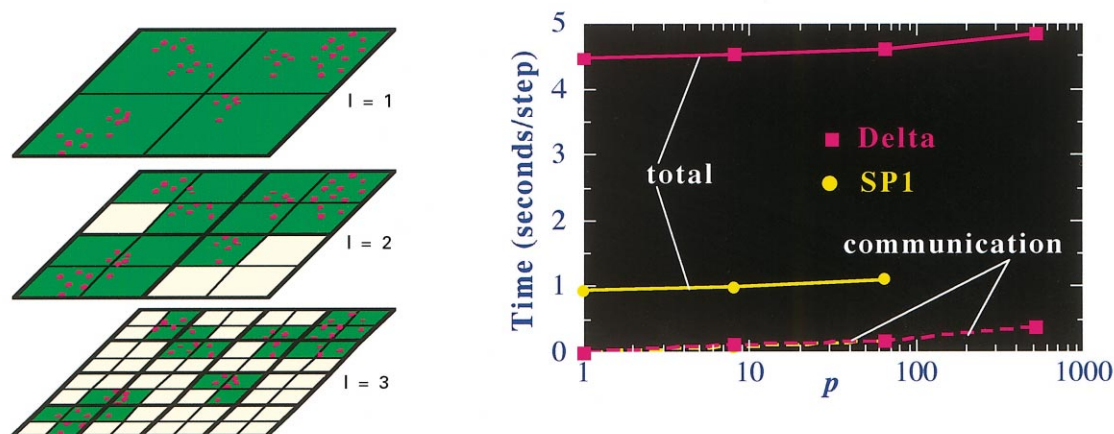 l = 1
l = 2
l = 3
Time (seconds/step)
5
4
3
2
1
0
total
Delta
SP1
communication
1
10
100
1000
p